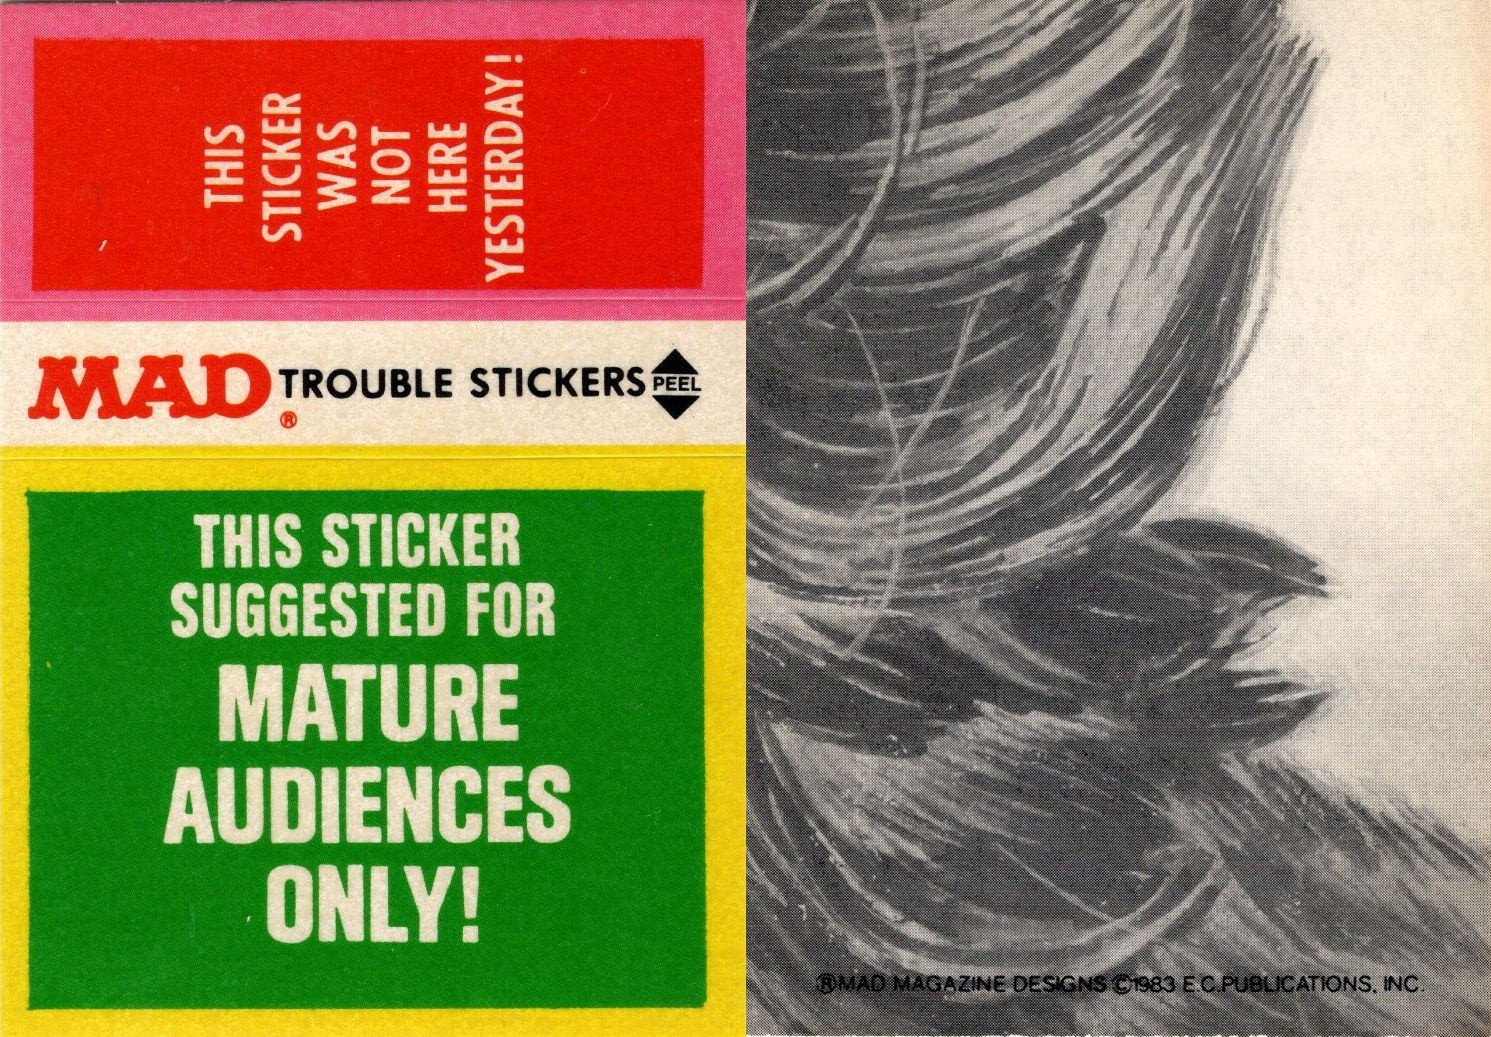 THIS
STICKER
WAS
NOT
HERE
YESTERDAY!
MAD® TROUBLE STICKERS PEEL
THIS STICKER
SUGGESTED FOR
MATURE
AUDIENCES
ONLY!
®MAD MAGAZINE DESIGNS ©1983 E.C.PUBLICATIONS, INC.